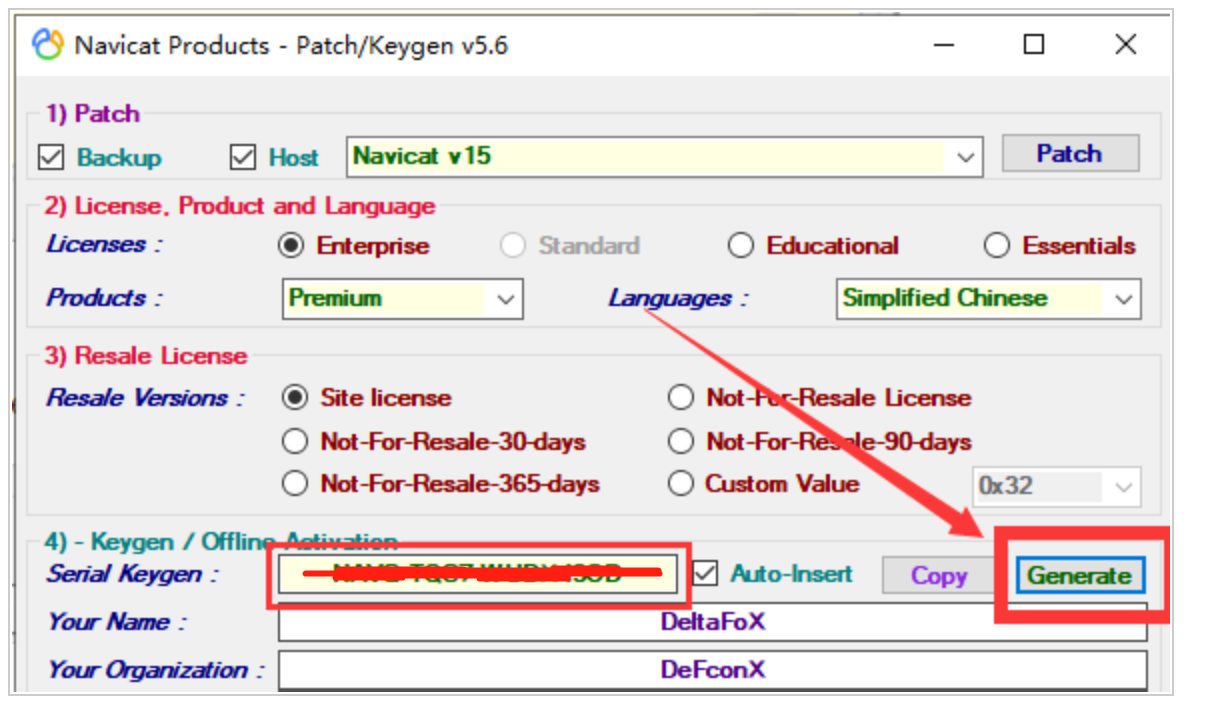 Navicat Products - Patch/Keygen v5.6
1) Patch
Backup Host Navicat v15 Patch
2) License, Product and Language
Licenses : Enterprise Standard Educational Essentials
Products : Premium Languages : Simplified Chinese
3) Resale License
Resale Versions : Site license Not-For-Resale License
Not-For-Resale-30-days Not-For-Resale-90-days
Not-For-Resale-365-days Custom Value 0x32
4) - Keygen / Offline Activation
Serial Keygen : Auto-Insert Copy Generate
Your Name : DeltaFoX
Your Organization : DeFconX